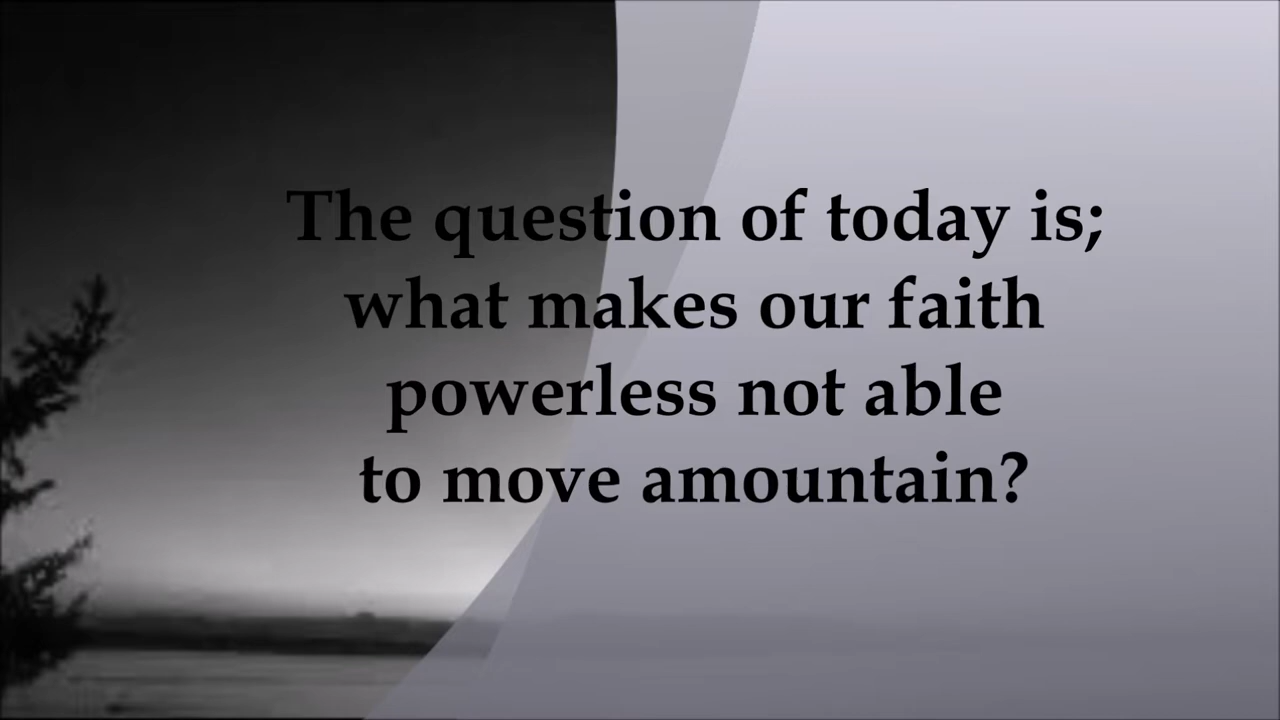 The question of today is;
what makes our faith
powerless not able
to move amountain?